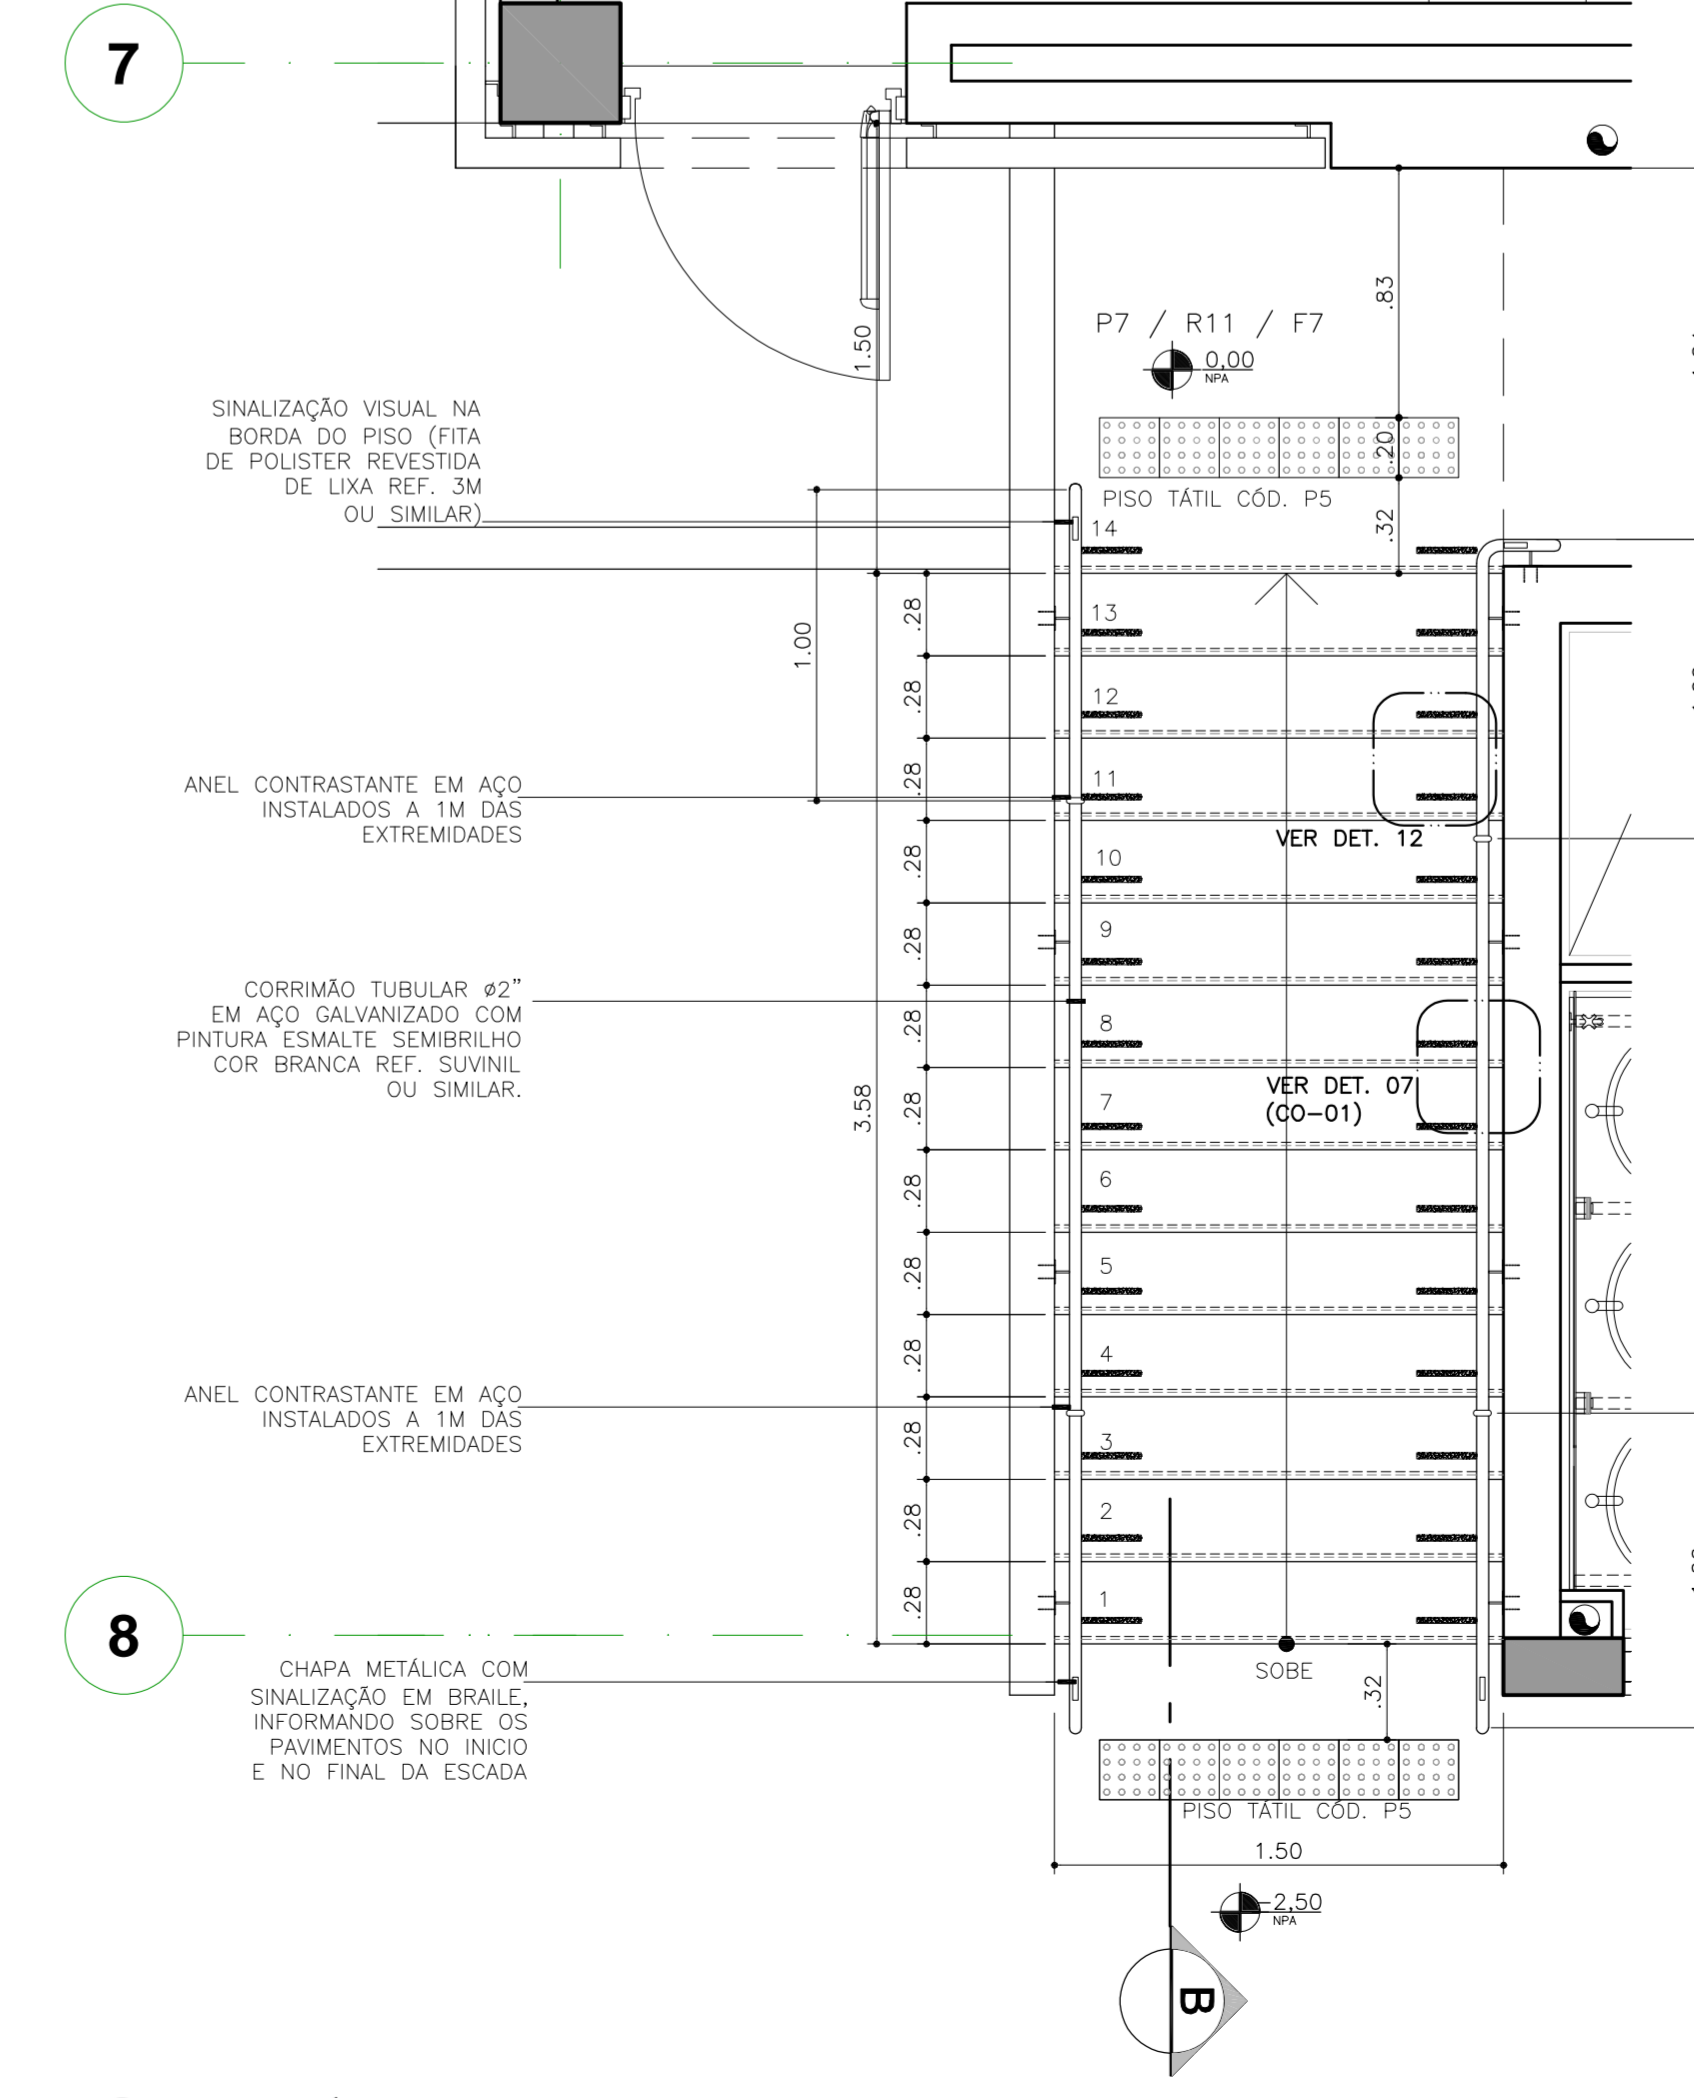 7
P7 / R11 / F7
0,00
NPA
.83
1.50
SINALIZAÇÃO VISUAL NA
BORDA DO PISO (FITA
DE POLISTER REVESTIDA
DE LIXA REF. 3M
OU SIMILAR)
.20
PISO TÁTIL CÓD. P5
.32
14
1.00
.28
13
.28
12
.28
11
ANEL CONTRASTANTE EM AÇO
INSTALADOS A 1M DAS
EXTREMIDADES
VER DET. 12
.28
10
.28
9
CORRIMÃO TUBULAR ø2"
EM AÇO GALVANIZADO COM
PINTURA ESMALTE SEMIBRILHO
COR BRANCA REF. SUVINIL
OU SIMILAR.
.28
8
3.58
VER DET. 07
(CO-01)
.28
7
.28
6
.28
5
.28
4
ANEL CONTRASTANTE EM AÇO
INSTALADOS A 1M DAS
EXTREMIDADES
.28
3
.28
2
.28
1
8
SOBE
CHAPA METÁLICA COM
SINALIZAÇÃO EM BRAILE,
INFORMANDO SOBRE OS
PAVIMENTOS NO INICIO
E NO FINAL DA ESCADA
.32
PISO TÁTIL CÓD. P5
1.50
-2,50
NPA
B